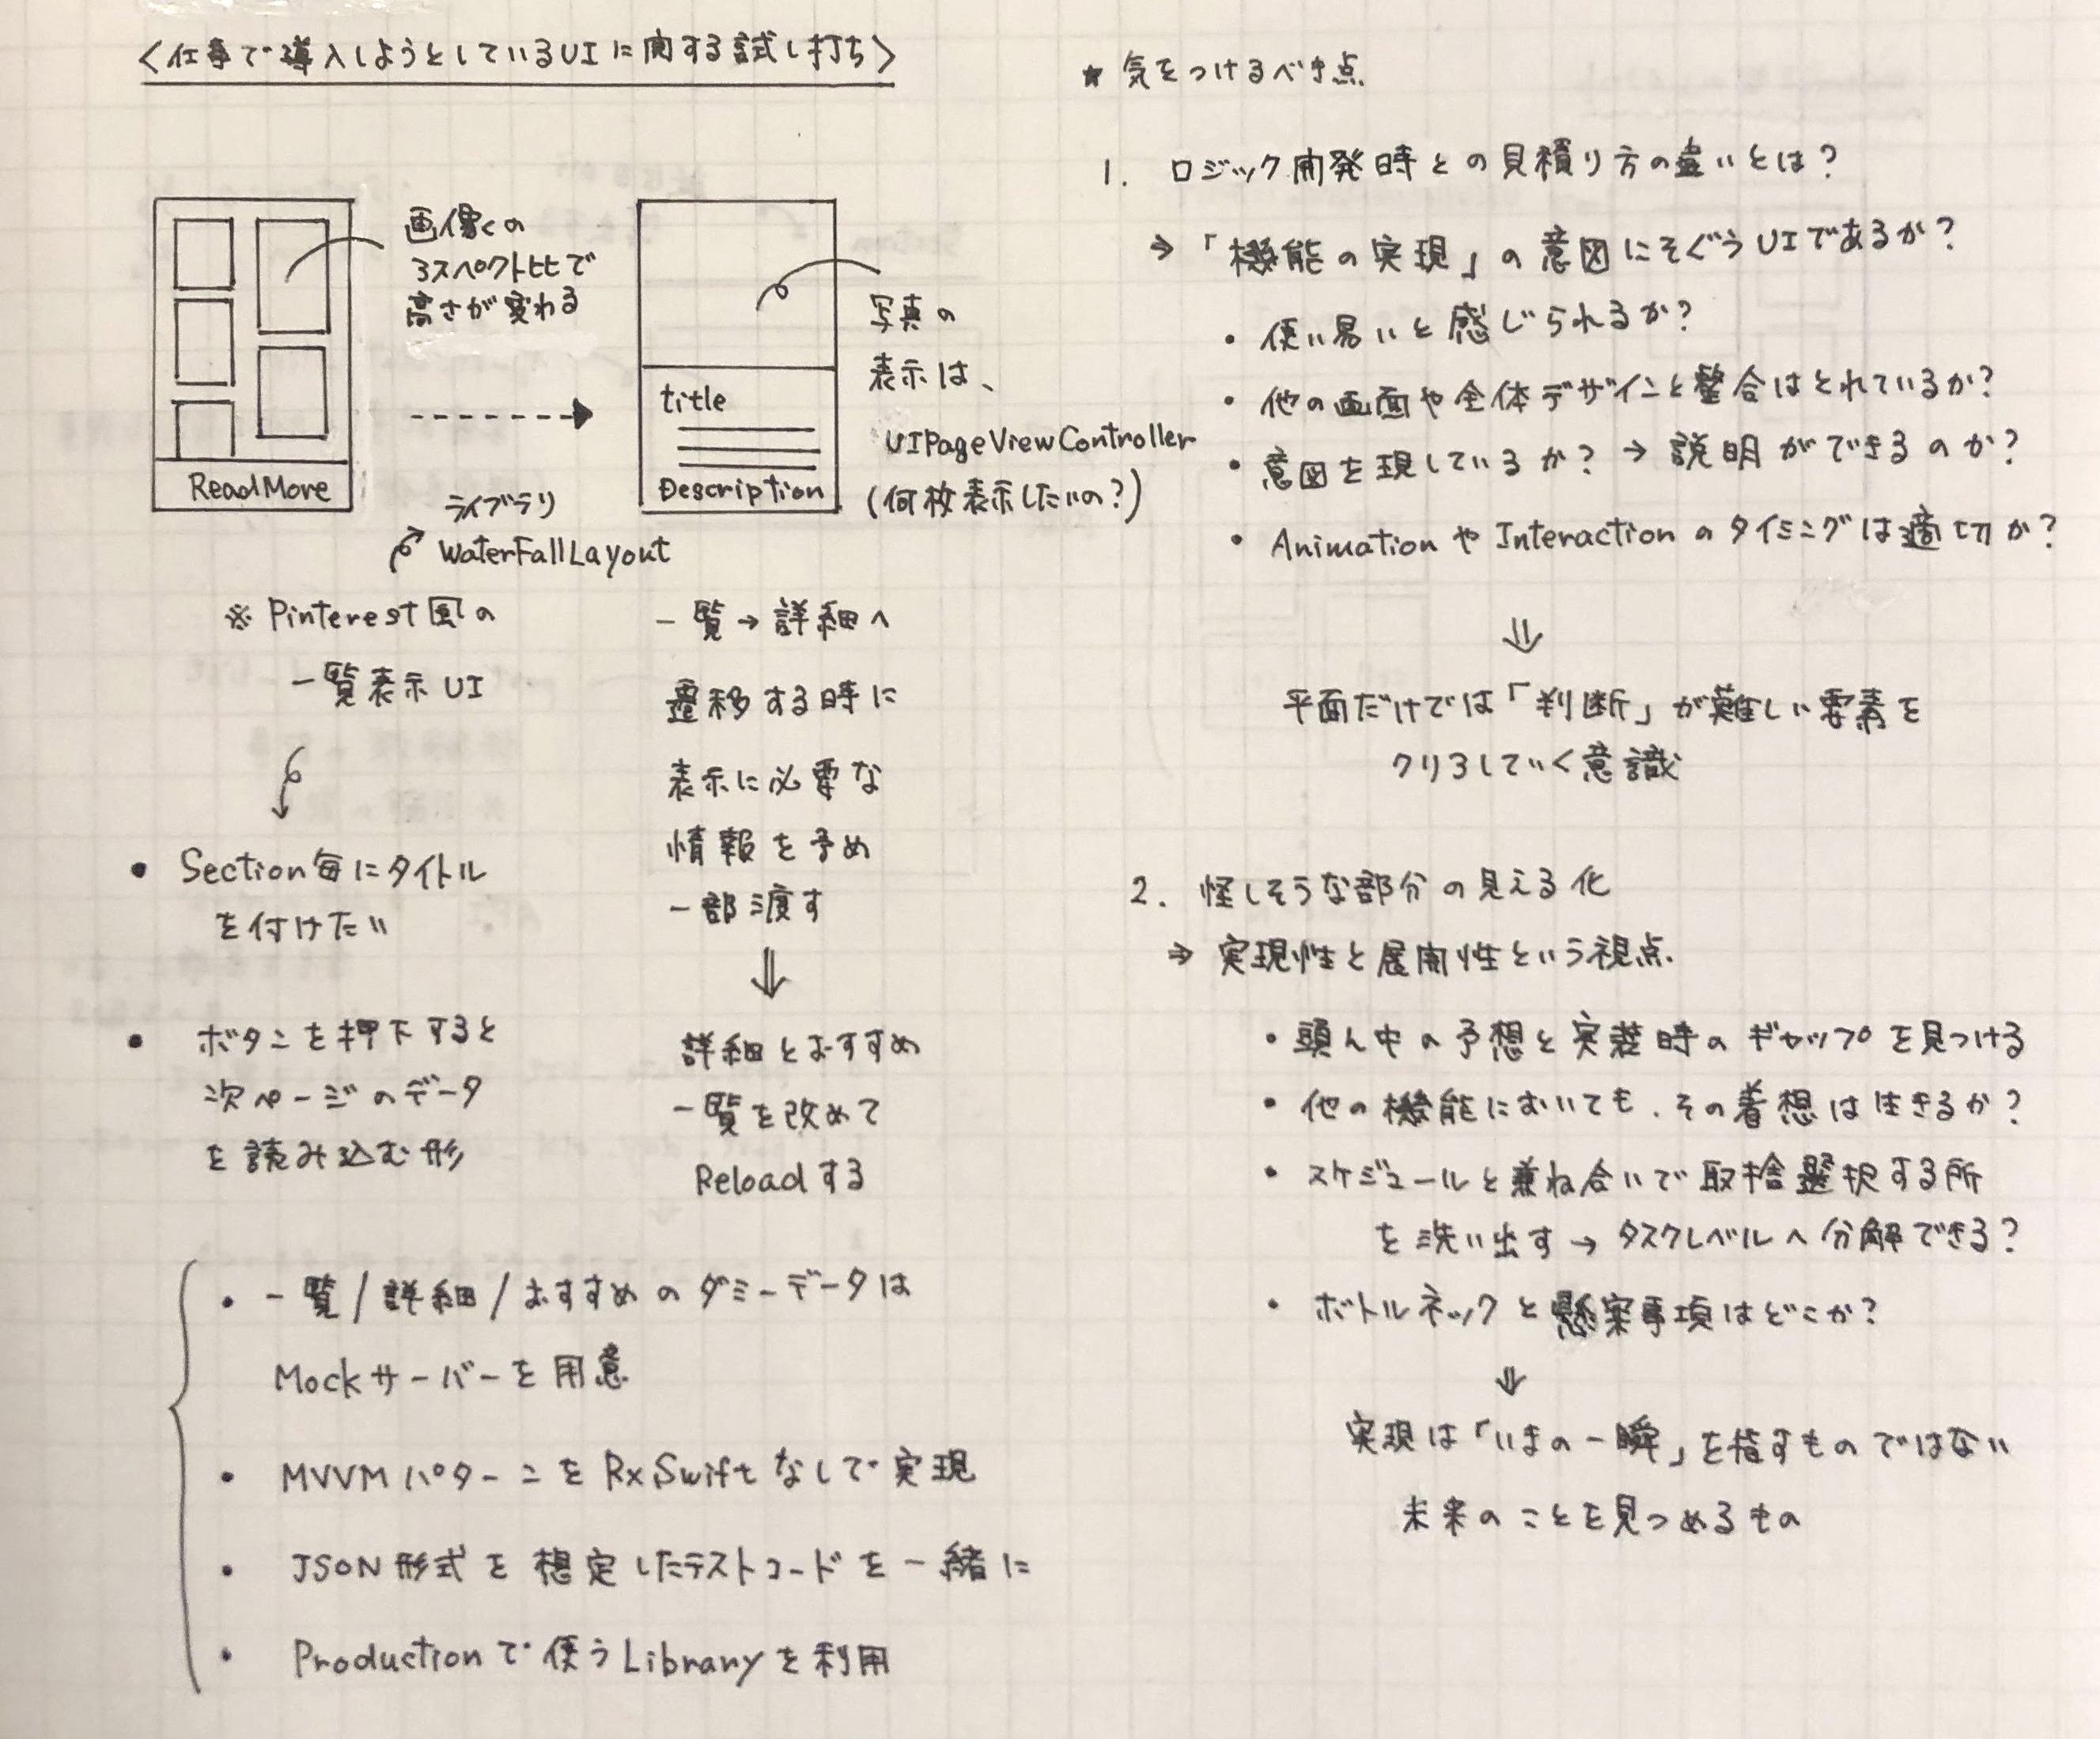 <仕事で導入しようとしているUIに関する試し打ち>
画像くの
アスペクト比で
高さが変わる
ReadMore
title
Description
写真の
表示は、
UIPageViewController
(何枚表示したいの?)
ライブラリ
WaterFallLayout
※ Pinterest風の
一覧表示UI
• Section毎にタイトル
を付けたい
• ボタンを押下すると
次ページのデータ
を読み込む形
一覧→詳細へ
遷移する時に
表示に必要な
情報を予め
一部渡す
⇓
詳細とおすすめ
一覧を改めて
Reloadする
• 一覧/詳細/おすすめのダミーデータは
Mockサーバーを用意
• MVVMパターンをRxSwiftなしで実現
• JSON形式を想定したテストコードを一緒に
• Productionで使うLibraryを利用
★ 気をつけるべき点
1. ロジック開発時との見積り方の違いとは?
⇒ 「機能の実現」の意図にそぐうUIであるか?
• 使い易いと感じられるか?
• 他の画面や全体デザインと整合はとれているか?
• 意図を現しているか? → 説明ができるのか?
• AnimationやInteractionのタイミングは適切か?
⇓
平面だけでは「判断」が難しい要素を
クリアしていく意識
2. 怪しそうな部分の見える化
⇒ 実現性と展開性という視点
• 頭ん中の予想と実装時のギャップを見つける
• 他の機能においても、その着想は生きるか?
• スケジュールと兼ね合いで取捨選択する所
を洗い出す → タスクレベルへ分解できる?
• ボトルネックと懸案事項はどこか?
⇓
実現は「いまの一瞬」を指すものではない
未来のことを見つめるもの